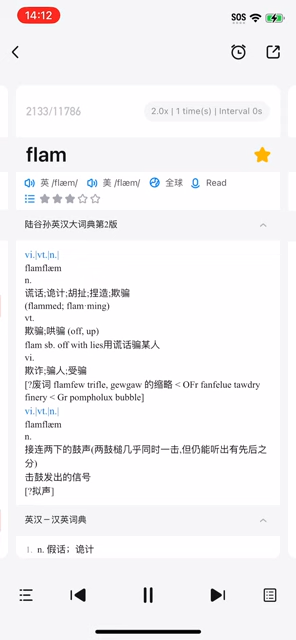 14:12
SOS
2133/11786
2.0x | 1 time(s) | Interval 0s
flam
英 /flæm/ 美 /flæm/ 全球 Read
陆谷孙英汉大词典第2版
vi.|vt.|n.|
flamflæm
n.
谎话;诡计;胡扯;捏造;欺骗
(flammed; flam·ming)
vt.
欺骗;哄骗 (off, up)
flam sb. off with lies用谎话骗某人
vi.
欺诈;骗人;受骗
[?废词 flamfew trifle, gewgaw 的缩略 < OFr fanfelue tawdry
finery < Gr pompholux bubble]
vi.|vt.|n.|
flamflæm
n.
接连两下的鼓声(两鼓槌几乎同时一击,但仍能听出有先后之
分)
击鼓发出的信号
[?拟声]
英汉－汉英词典
1. n. 假话；诡计